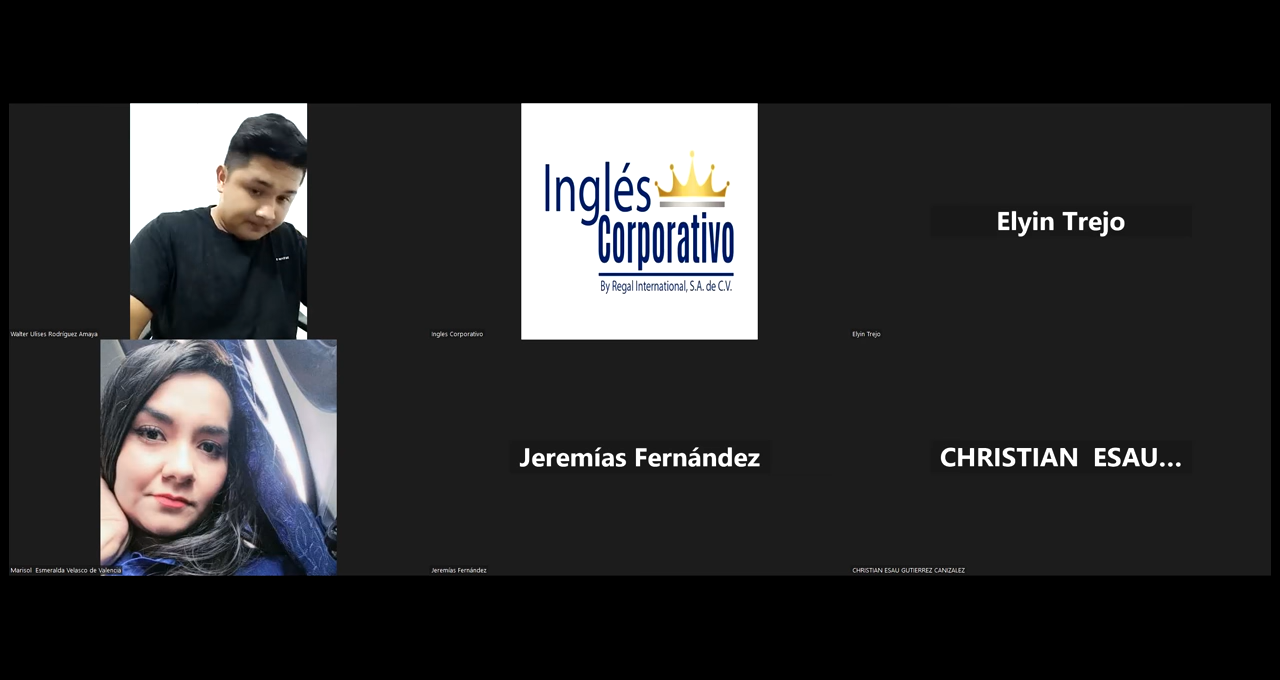 Inglés
Corporativo
By Regal International, S.A. de C.V.
Elyin Trejo
Walter Ulises Rodríguez Amaya
Ingles Corporativo
Elyin Trejo
Jeremías Fernández
CHRISTIAN ESAU...
Marisol Esmeralda Velasco de Valencia
Jeremías Fernández
CHRISTIAN ESAU GUTIERREZ CANIZALEZ